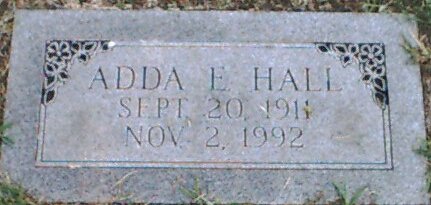 ADDA E. HALL
SEPT. 20, 1911
NOV. 2, 1992